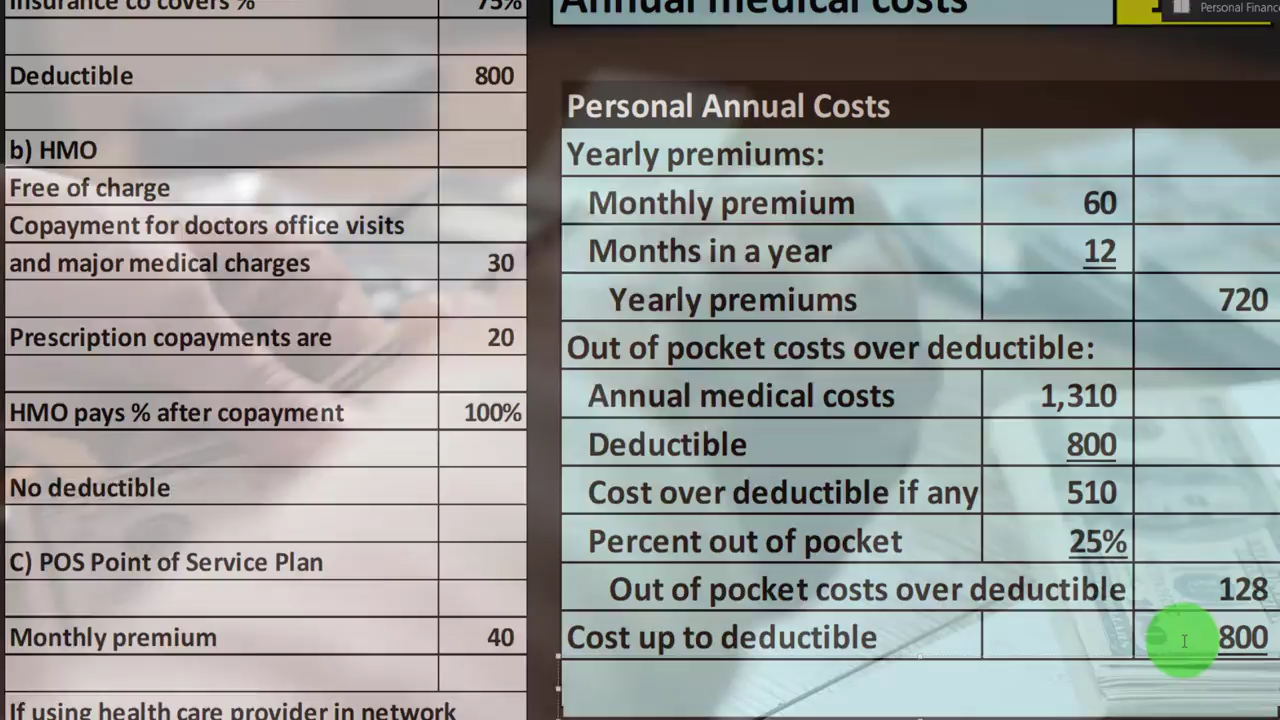 Insurance co covers % 75%
Deductible 800
b) HMO
Free of charge
Copayment for doctors office visits
and major medical charges 30
Prescription copayments are 20
HMO pays % after copayment 100%
No deductible
C) POS Point of Service Plan
Monthly premium 40
If using health care provider in network
Annual medical costs
Personal Finance
Personal Annual Costs
Yearly premiums:
Monthly premium 60
Months in a year 12
Yearly premiums 720
Out of pocket costs over deductible:
Annual medical costs 1,310
Deductible 800
Cost over deductible if any 510
Percent out of pocket 25%
Out of pocket costs over deductible 128
Cost up to deductible 800